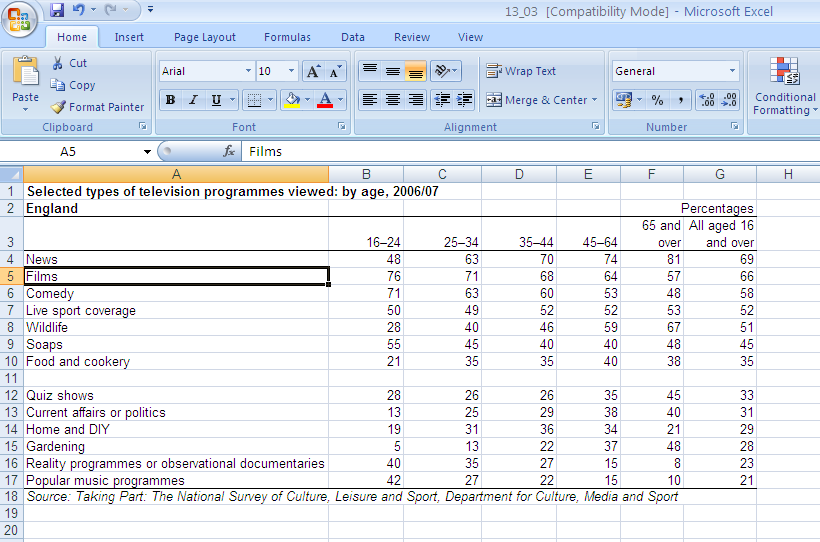 13_03 [Compatibility Mode] - Microsoft Excel
Home Insert Page Layout Formulas Data Review View
Paste
Cut
Copy
Format Painter
Clipboard
Arial 10 A A
B I U A
Font
Wrap Text
Merge & Center
Alignment
General
% , .00 .00
Number
Conditional
Formatting
A5 fx Films
A B C D E F G H
1 Selected types of television programmes viewed: by age, 2006/07
2 England Percentages
65 and All aged 16
3 16–24 25–34 35–44 45–64 over and over
4 News 48 63 70 74 81 69
5 Films 76 71 68 64 57 66
6 Comedy 71 63 60 53 48 58
7 Live sport coverage 50 49 52 52 53 52
8 Wildlife 28 40 46 59 67 51
9 Soaps 55 45 40 40 48 45
10 Food and cookery 21 35 35 40 38 35
11
12 Quiz shows 28 26 26 35 45 33
13 Current affairs or politics 13 25 29 38 40 31
14 Home and DIY 19 31 36 34 21 29
15 Gardening 5 13 22 37 48 28
16 Reality programmes or observational documentaries 40 35 27 15 8 23
17 Popular music programmes 42 27 22 15 10 21
18 Source: Taking Part: The National Survey of Culture, Leisure and Sport, Department for Culture, Media and Sport
19
20